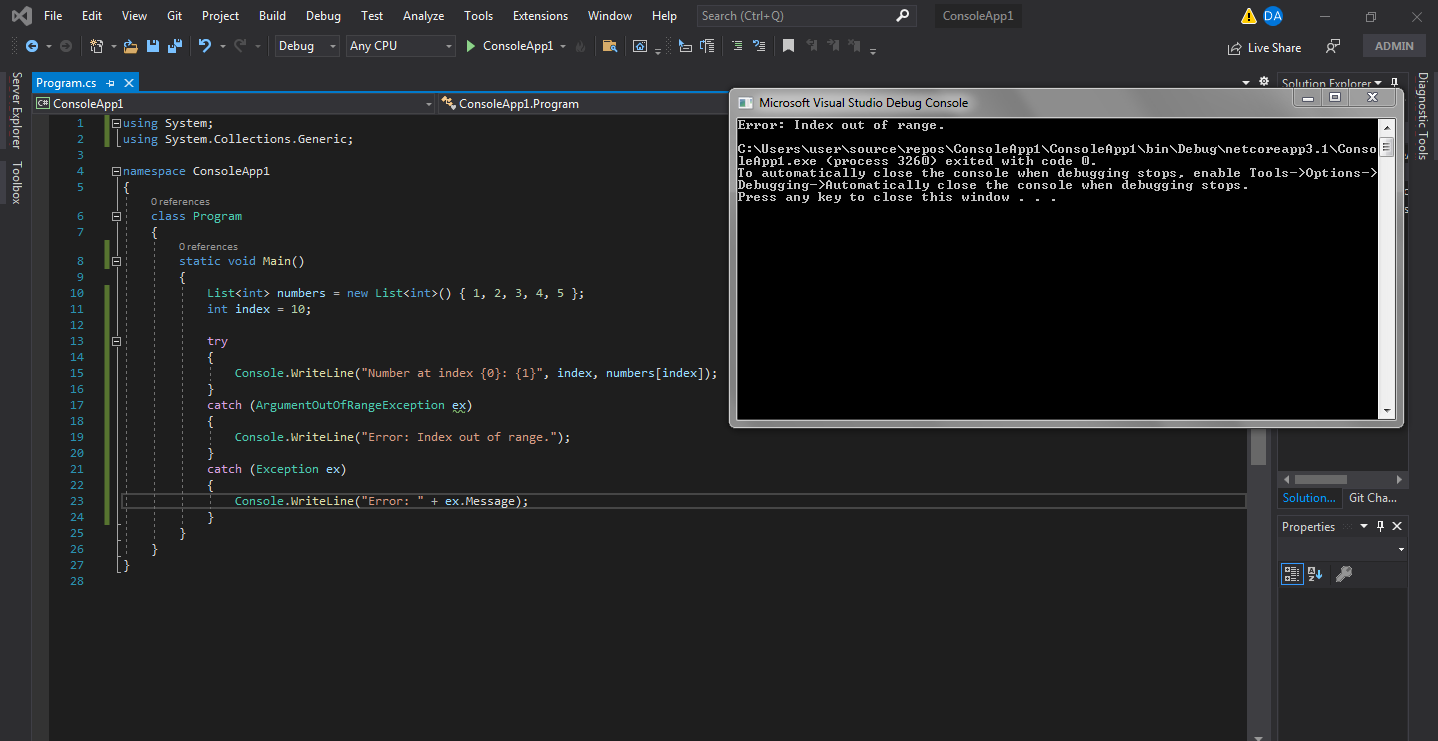 File Edit View Git Project Build Debug Test Analyze Tools Extensions Window Help Search (Ctrl+Q) ConsoleApp1 DA
Debug Any CPU ConsoleApp1 Live Share ADMIN
Server Explorer
Toolbox
Program.cs
ConsoleApp1 ConsoleApp1.Program
1 using System;
2 using System.Collections.Generic;
3
4 namespace ConsoleApp1
5 {
0 references
6 class Program
7 {
0 references
8 static void Main()
9 {
10 List<int> numbers = new List<int>() { 1, 2, 3, 4, 5 };
11 int index = 10;
12
13 try
14 {
15 Console.WriteLine("Number at index {0}: {1}", index, numbers[index]);
16 }
17 catch (ArgumentOutOfRangeException ex)
18 {
19 Console.WriteLine("Error: Index out of range.");
20 }
21 catch (Exception ex)
22 {
23 Console.WriteLine("Error: " + ex.Message);
24 }
25 }
26 }
27 }
28
Microsoft Visual Studio Debug Console
Error: Index out of range.
C:\Users\user\source\repos\ConsoleApp1\ConsoleApp1\bin\Debug\netcoreapp3.1\Conso
leApp1.exe (process 3260) exited with code 0.
To automatically close the console when debugging stops, enable Tools->Options->
Debugging->Automatically close the console when debugging stops.
Press any key to close this window . . .
Solution Explorer
Solution... Git Cha...
Properties
Diagnostic Tools